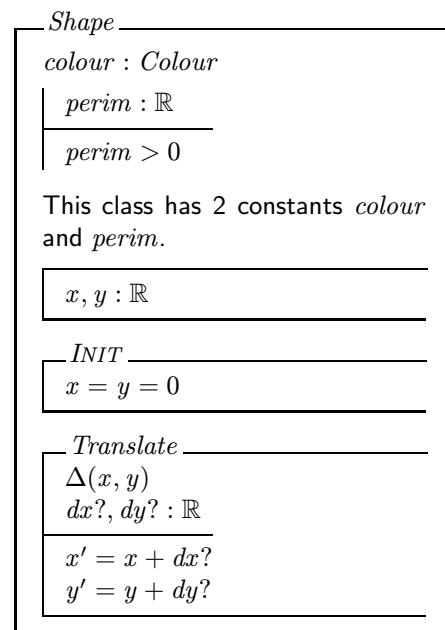 Shape
colour : Colour
perim : ℝ
perim > 0
This class has 2 constants colour
and perim.
x, y : ℝ
INIT
x = y = 0
Translate
Δ(x, y)
dx?, dy? : ℝ
x′ = x + dx?
y′ = y + dy?